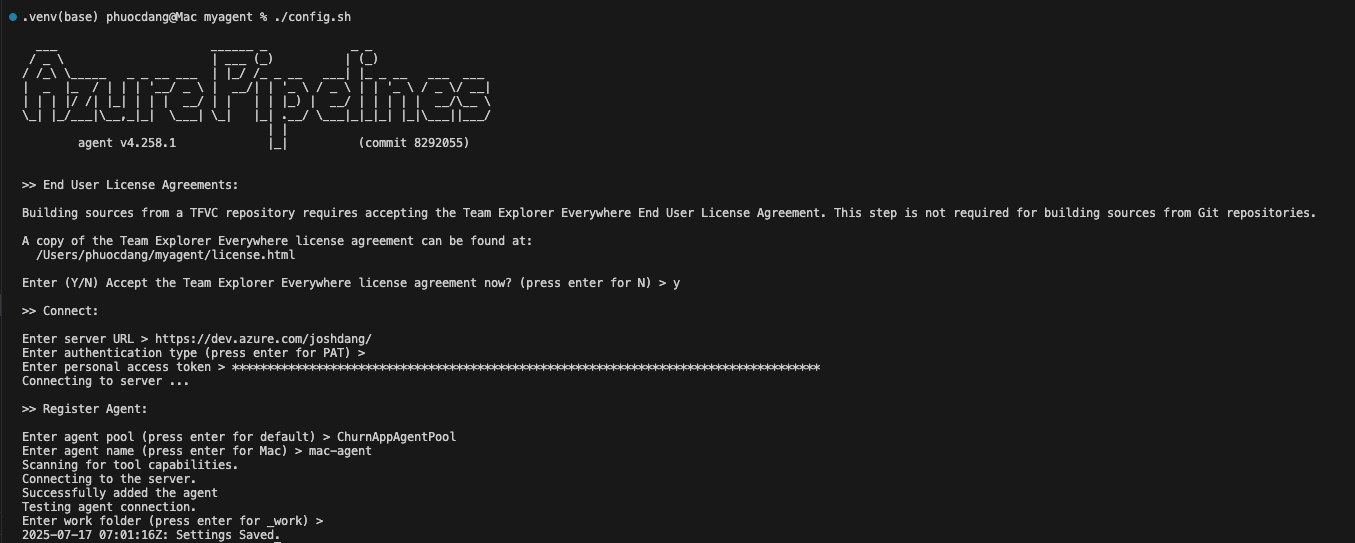 .venv(base) phuocdang@Mac myagent % ./config.sh
Azure Pipelines
agent v4.258.1 (commit 8292055)
>> End User License Agreements:
Building sources from a TFVC repository requires accepting the Team Explorer Everywhere End User License Agreement. This step is not required for building sources from Git repositories.
A copy of the Team Explorer Everywhere license agreement can be found at:
/Users/phuocdang/myagent/license.html
Enter (Y/N) Accept the Team Explorer Everywhere license agreement now? (press enter for N) > y
>> Connect:
Enter server URL > https://dev.azure.com/joshdang/
Enter authentication type (press enter for PAT) >
Enter personal access token > ************************************************************************************
Connecting to server ...
>> Register Agent:
Enter agent pool (press enter for default) > ChurnAppAgentPool
Enter agent name (press enter for Mac) > mac-agent
Scanning for tool capabilities.
Connecting to the server.
Successfully added the agent
Testing agent connection.
Enter work folder (press enter for _work) >
2025-07-17 07:01:16Z: Settings Saved.